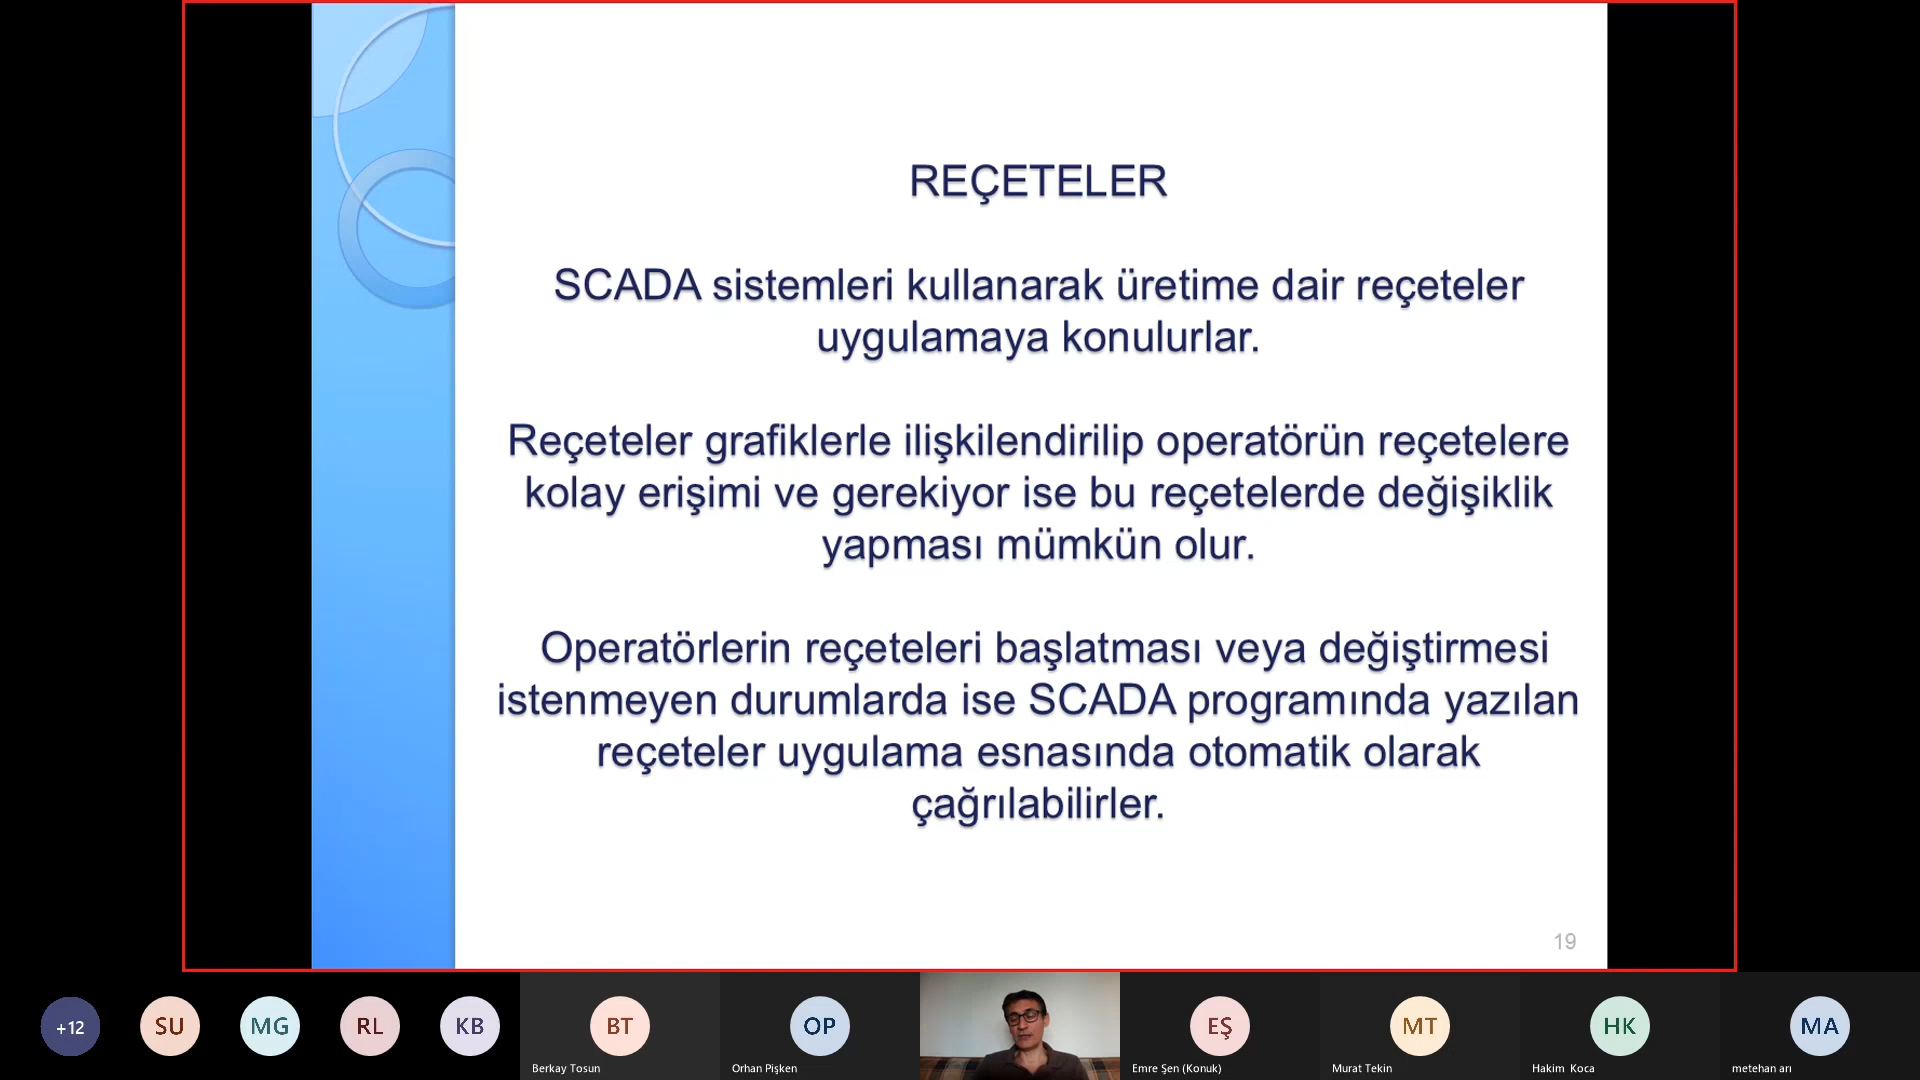 REÇETELER
SCADA sistemleri kullanarak üretime dair reçeteler
uygulamaya konulurlar.
Reçeteler grafiklerle ilişkilendirilip operatörün reçetelere
kolay erişimi ve gerekiyor ise bu reçetelerde değişiklik
yapması mümkün olur.
Operatörlerin reçeteleri başlatması veya değiştirmesi
istenmeyen durumlarda ise SCADA programında yazılan
reçeteler uygulama esnasında otomatik olarak
çağrılabilirler.
19
+12
SU
MG
RL
KB
BT
Berkay Tosun
OP
Orhan Pişken
EŞ
Emre Şen (Konuk)
MT
Murat Tekin
HK
Hakim Koca
MA
metehan arı